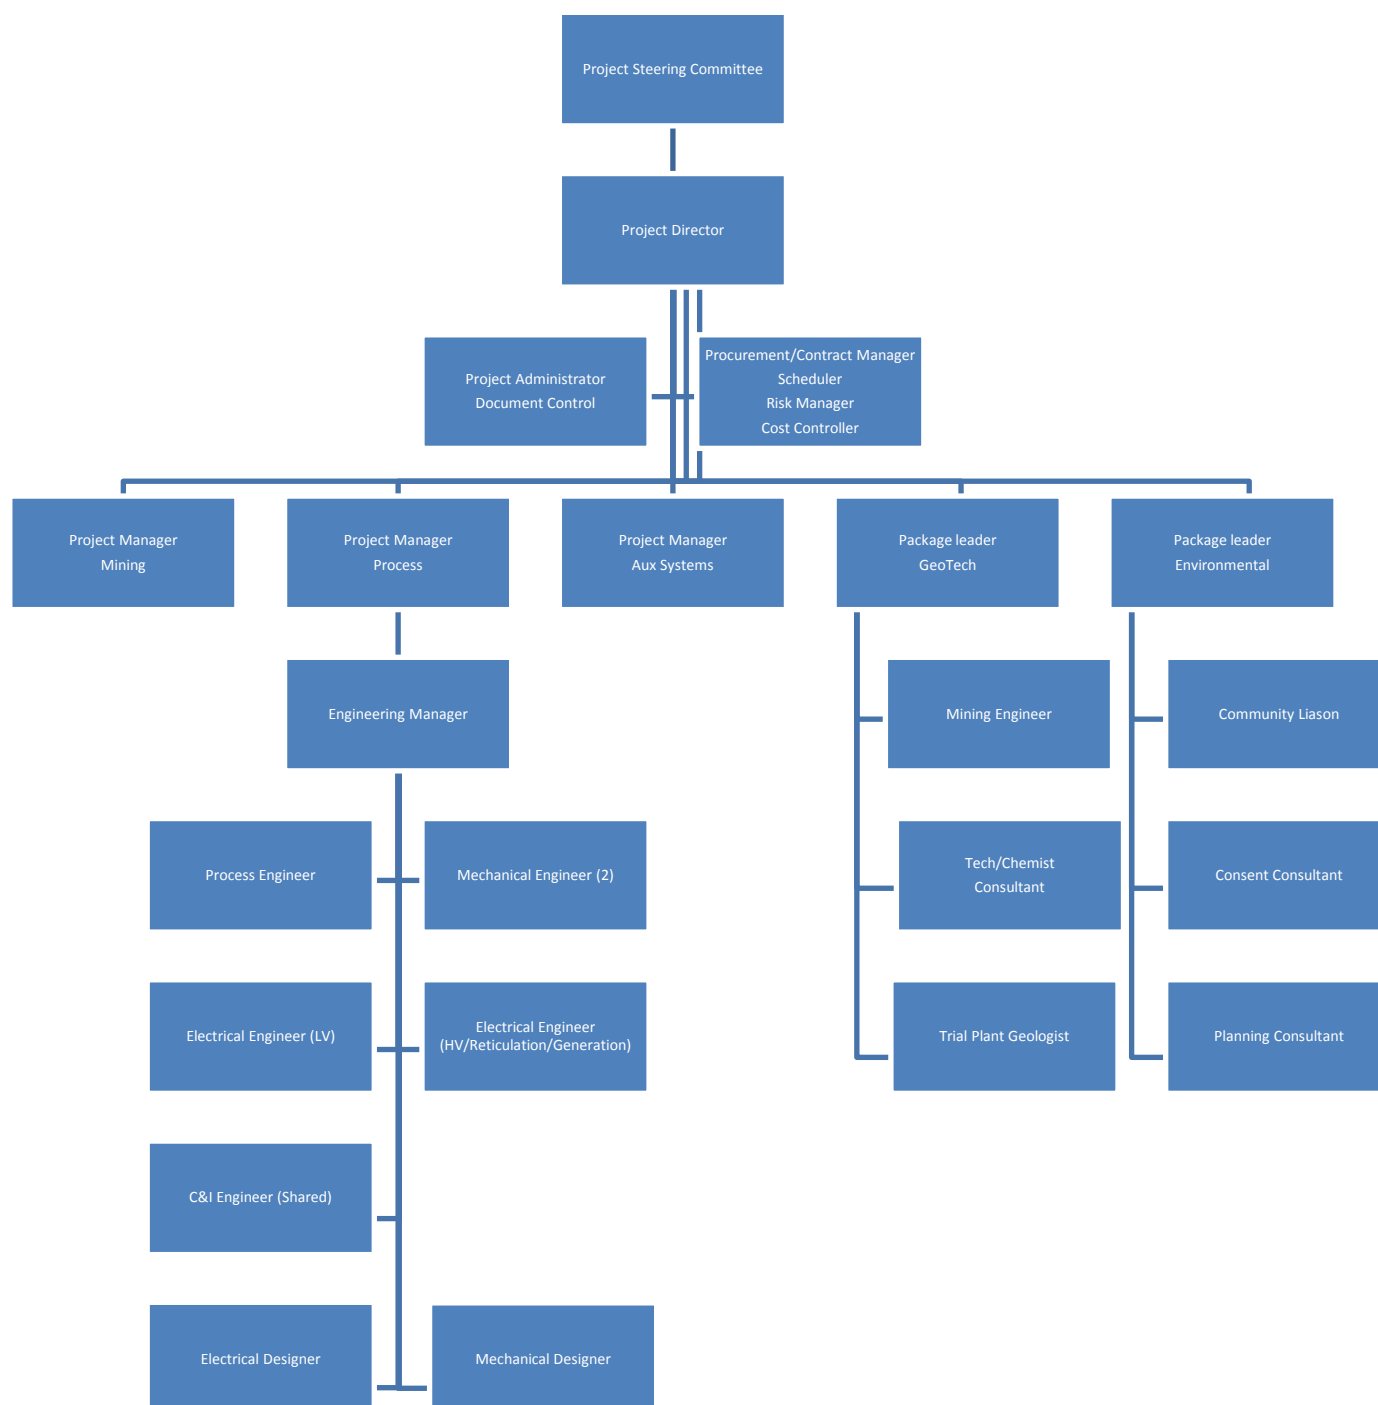 Project Steering Committee
Project Director
Project Administrator
Document Control
Procurement/Contract Manager
Scheduler
Risk Manager
Cost Controller
Project Manager
Mining
Project Manager
Process
Project Manager
Aux Systems
Package leader
GeoTech
Package leader
Environmental
Engineering Manager
Mining Engineer
Community Liason
Process Engineer
Mechanical Engineer (2)
Tech/Chemist
Consultant
Consent Consultant
Electrical Engineer (LV)
Electrical Engineer
(HV/Reticulation/Generation)
Trial Plant Geologist
Planning Consultant
C&I Engineer (Shared)
Electrical Designer
Mechanical Designer